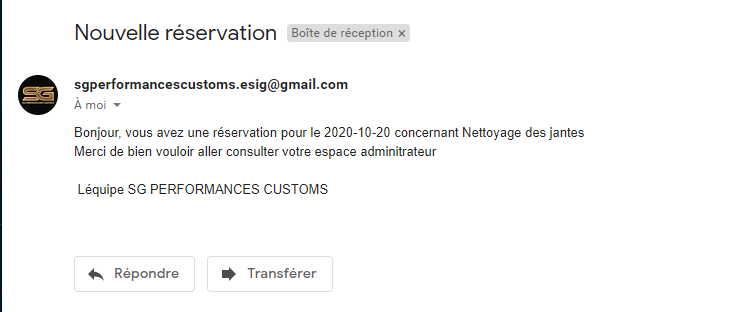 Nouvelle réservation Boîte de réception ×
SG
sgperformancescustoms.esig@gmail.com
À moi
Bonjour, vous avez une réservation pour le 2020-10-20 concernant Nettoyage des jantes
Merci de bien vouloir aller consulter votre espace adminitrateur
Léquipe SG PERFORMANCES CUSTOMS
Répondre Transférer